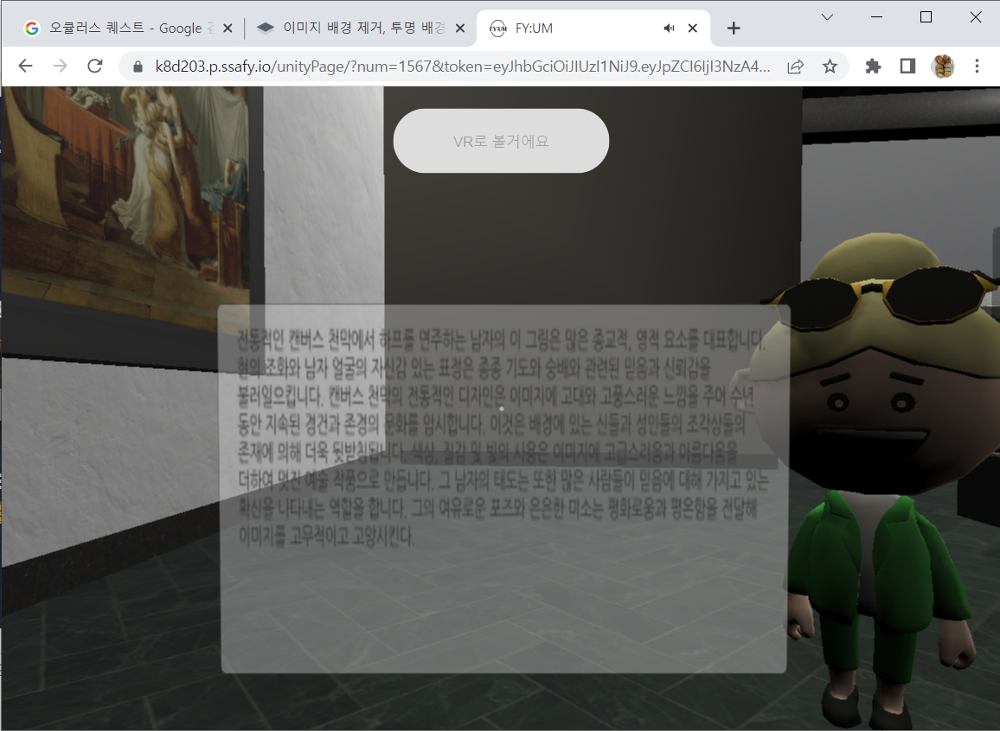 오큘러스 퀘스트 - Google
이미지 배경 제거, 투명 배경
FY:UM
k8d203.p.ssafy.io/unityPage/?num=1567&token=eyJhbGciOiJIUzI1NiJ9.eyJpZCI6IjI3NzA4...
VR로 볼거에요
전통적인 캔버스 천막에서 하프를 연주하는 남자의 이 그림은 많은 종교적, 영적 요소를 대표합니다.
현의 조화와 남자 얼굴의 자신감 있는 표정은 종종 기도와 숭배와 관련된 믿음과 신뢰감을
불러일으킵니다. 캔버스 천막의 전통적인 디자인은 이미지에 고대와 고풍스러운 느낌을 주어 수년
동안 지속된 경건과 존경의 문화를 암시합니다. 이것은 배경에 있는 신들과 성인들의 조각상들의
존재에 의해 더욱 뒷받침됩니다. 색상, 질감 및 빛의 사용은 이미지에 고급스러움과 아름다움을
더하여 멋진 예술 작품으로 만듭니다. 그 남자의 태도는 또한 많은 사람들이 믿음에 대해 가지고 있는
확신을 나타내는 역할을 합니다. 그의 여유로운 포즈와 은은한 미소는 평화로움과 평온함을 전달해
이미지를 고무적이고 고양시킨다.